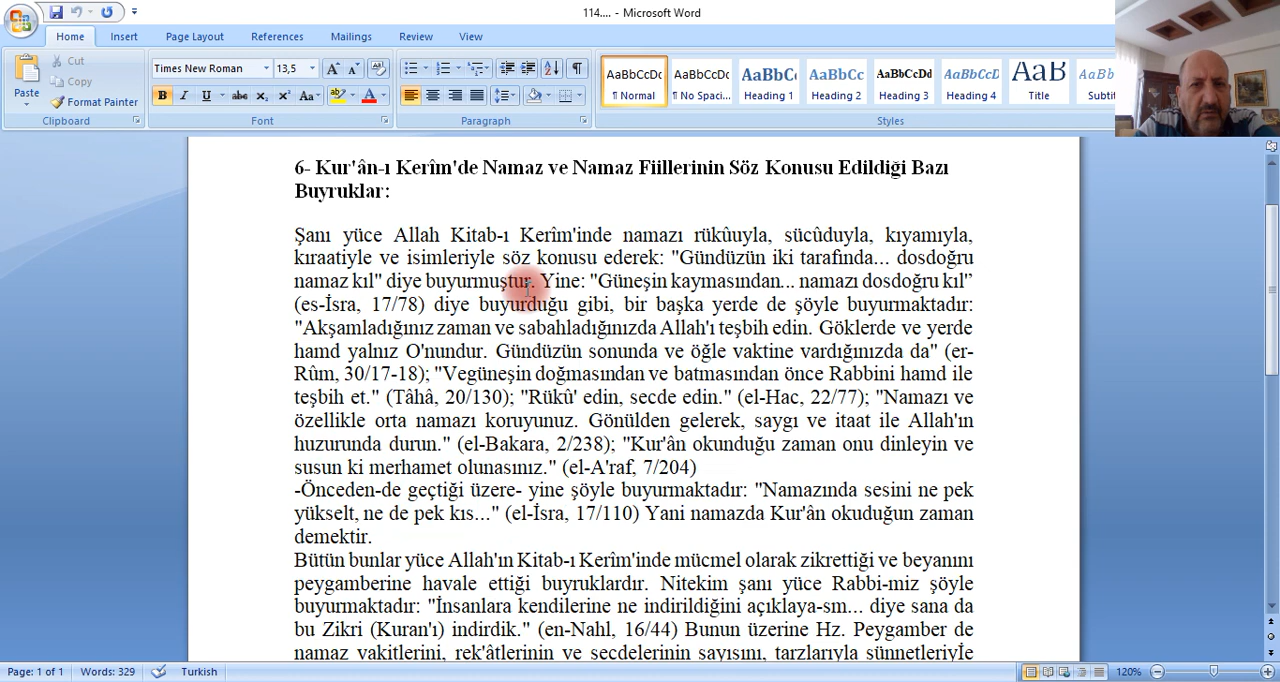 114.... - Microsoft Word
Home Insert Page Layout References Mailings Review View
Paste
Cut
Copy
Format Painter
Clipboard
Times New Roman 13,5
Font
Paragraph
AaBbCcDc AaBbCcDc AaBbCc AaBbCc AaBbCcDd AaBbCcD AaB AaBb
¶ Normal ¶ No Spaci... Heading 1 Heading 2 Heading 3 Heading 4 Title Subtit
Styles
6- Kur'ân-ı Kerîm'de Namaz ve Namaz Fiillerinin Söz Konusu Edildiği Bazı
Buyruklar:
Şanı yüce Allah Kitab-ı Kerîm'inde namazı rükûuyla, sücûduyla, kıyamıyla,
kıraatiyle ve isimleriyle söz konusu ederek: "Gündüzün iki tarafında... dosdoğru
namaz kıl" diye buyurmuştur. Yine: "Güneşin kaymasından... namazı dosdoğru kıl”
(es-İsra, 17/78) diye buyurduğu gibi, bir başka yerde de şöyle buyurmaktadır:
"Akşamladığınız zaman ve sabahladığınızda Allah'ı teşbih edin. Göklerde ve yerde
hamd yalnız O'nundur. Gündüzün sonunda ve öğle vaktine vardığınızda da" (er-
Rûm, 30/17-18); "Vegüneşin doğmasından ve batmasından önce Rabbini hamd ile
teşbih et." (Tâhâ, 20/130); "Rükû' edin, secde edin." (el-Hac, 22/77); "Namazı ve
özellikle orta namazı koruyunuz. Gönülden gelerek, saygı ve itaat ile Allah'ın
huzurunda durun." (el-Bakara, 2/238); "Kur'ân okunduğu zaman onu dinleyin ve
susun ki merhamet olunasınız." (el-A'raf, 7/204)
-Önceden-de geçtiği üzere- yine şöyle buyurmaktadır: "Namazında sesini ne pek
yükselt, ne de pek kıs..." (el-İsra, 17/110) Yani namazda Kur'ân okuduğun zaman
demektir.
Bütün bunlar yüce Allah'ın Kitab-ı Kerîm'inde mücmel olarak zikrettiği ve beyanını
peygamberine havale ettiği buyruklardır. Nitekim şanı yüce Rabbi-miz şöyle
buyurmaktadır: "İnsanlara kendilerine ne indirildiğini açıklaya-sm... diye sana da
bu Zikri (Kuran'ı) indirdik." (en-Nahl, 16/44) Bunun üzerine Hz. Peygamber de
namaz vakitlerini, rek'âtlerinin ve secdelerinin sayısını, tarzlarıyla sünnetleriyle
Page: 1 of 1 Words: 329 Turkish 120%